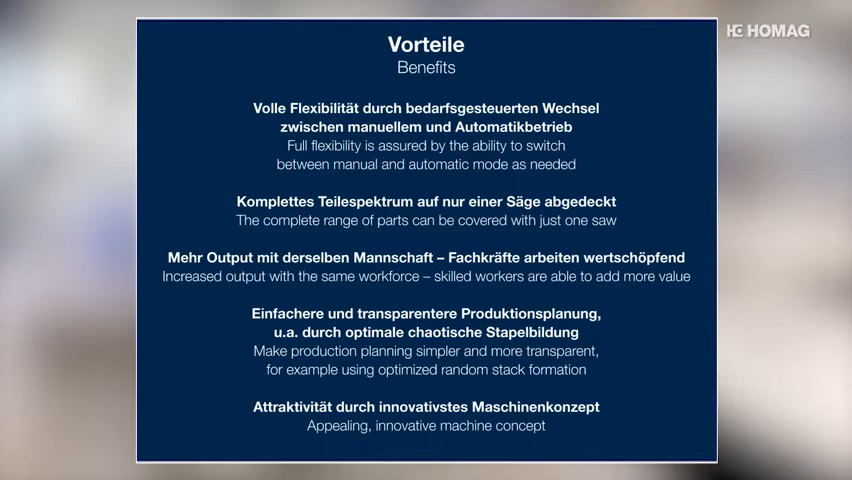 HOMAG
Vorteile
Benefits
Volle Flexibilität durch bedarfsgesteuerten Wechsel
zwischen manuellem und Automatikbetrieb
Full flexibility is assured by the ability to switch
between manual and automatic mode as needed
Komplettes Teilespektrum auf nur einer Säge abgedeckt
The complete range of parts can be covered with just one saw
Mehr Output mit derselben Mannschaft – Fachkräfte arbeiten wertschöpfend
Increased output with the same workforce – skilled workers are able to add more value
Einfachere und transparentere Produktionsplanung,
u.a. durch optimale chaotische Stapelbildung
Make production planning simpler and more transparent,
for example using optimized random stack formation
Attraktivität durch innovativstes Maschinenkonzept
Appealing, innovative machine concept